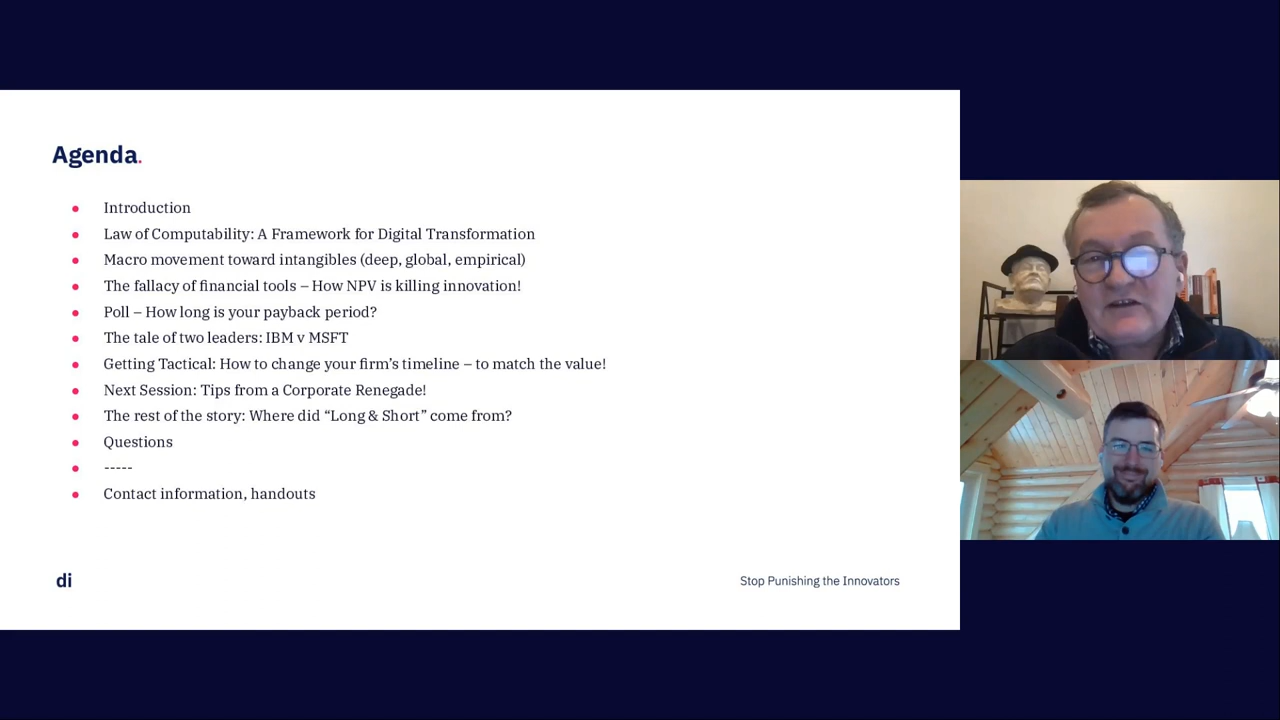 Agenda.
Introduction
Law of Computability: A Framework for Digital Transformation
Macro movement toward intangibles (deep, global, empirical)
The fallacy of financial tools – How NPV is killing innovation!
Poll – How long is your payback period?
The tale of two leaders: IBM v MSFT
Getting Tactical: How to change your firm’s timeline – to match the value!
Next Session: Tips from a Corporate Renegade!
The rest of the story: Where did “Long & Short” come from?
Questions
-----
Contact information, handouts
di
Stop Punishing the Innovators